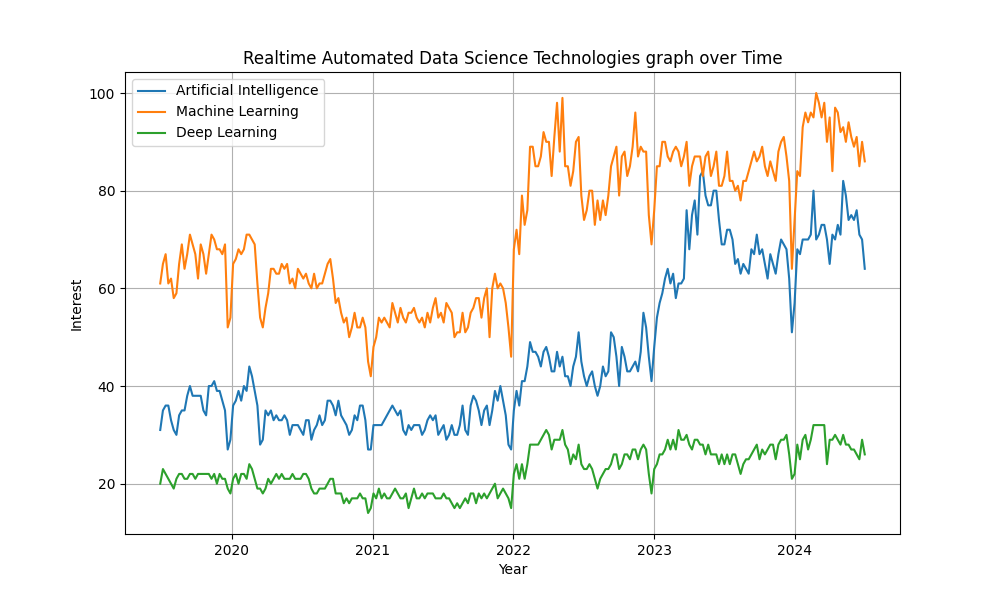 Realtime Automated Data Science Technologies graph over Time
Artificial Intelligence
Machine Learning
Deep Learning
Interest
100
80
60
40
20
2020 2021 2022 2023 2024
Year